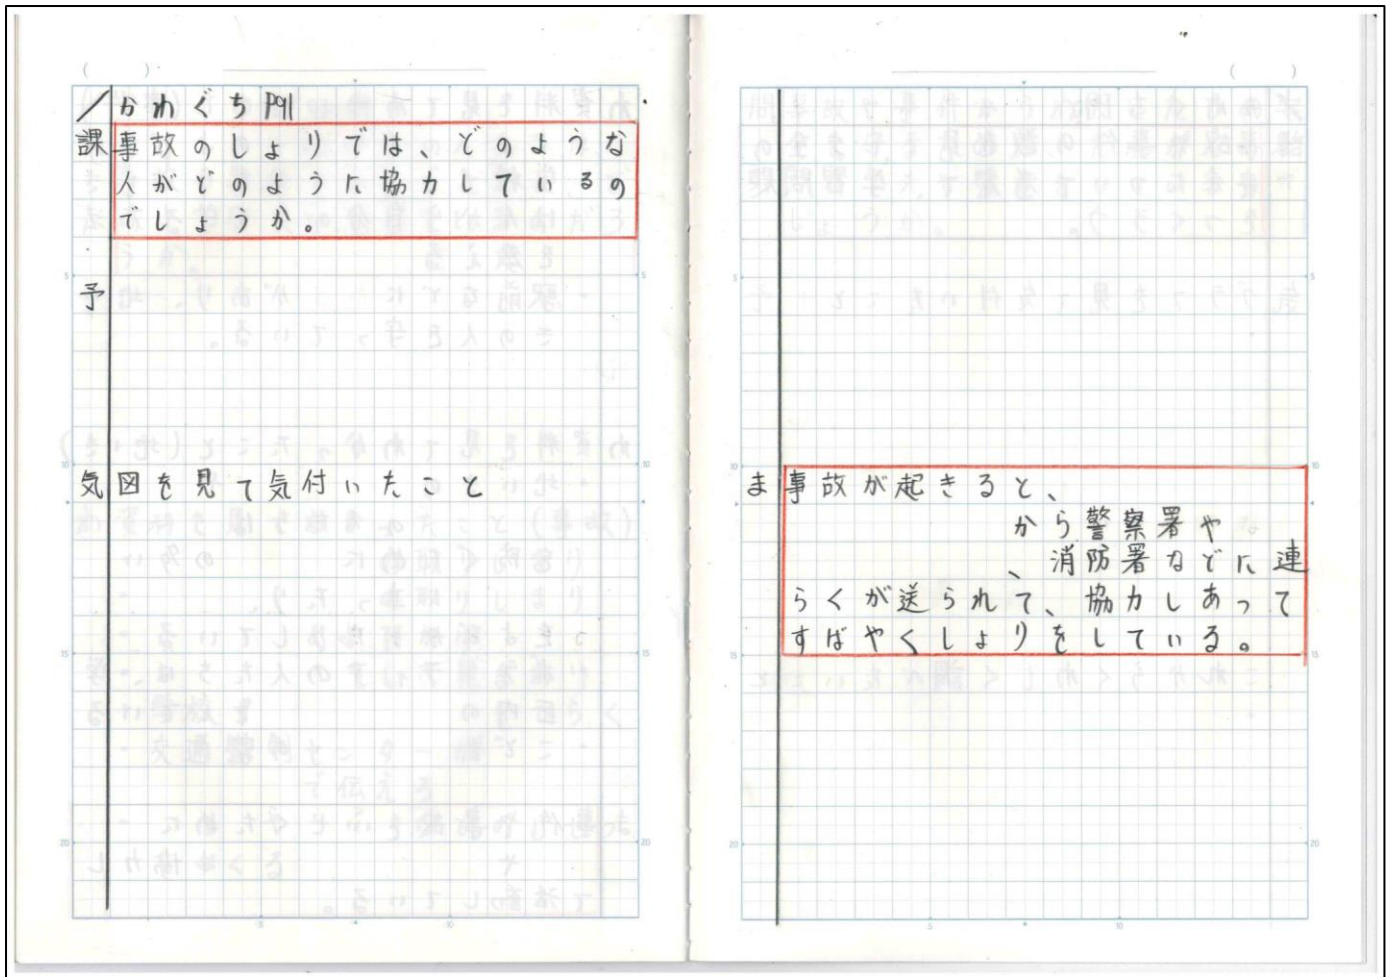 ／かわぐちP91
課 事故のしょりでは、どのような
人がどのように協力しているの
でしょうか。
予
気 図を見て気付いたこと
ま 事故が起きると、
から警察署や
、消防署などに連
らくが送られて、協力しあって
すばやくしょりをしている。